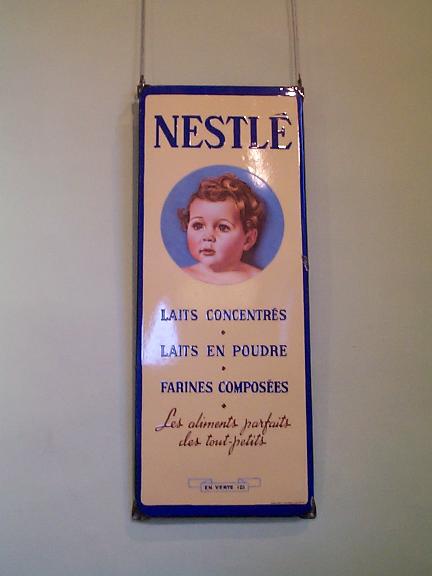 NESTLÉ
LAITS CONCENTRÉS
LAITS EN POUDRE
FARINES COMPOSÉES
Les aliments parfaits
des tout-petits
EN VENTE ICI